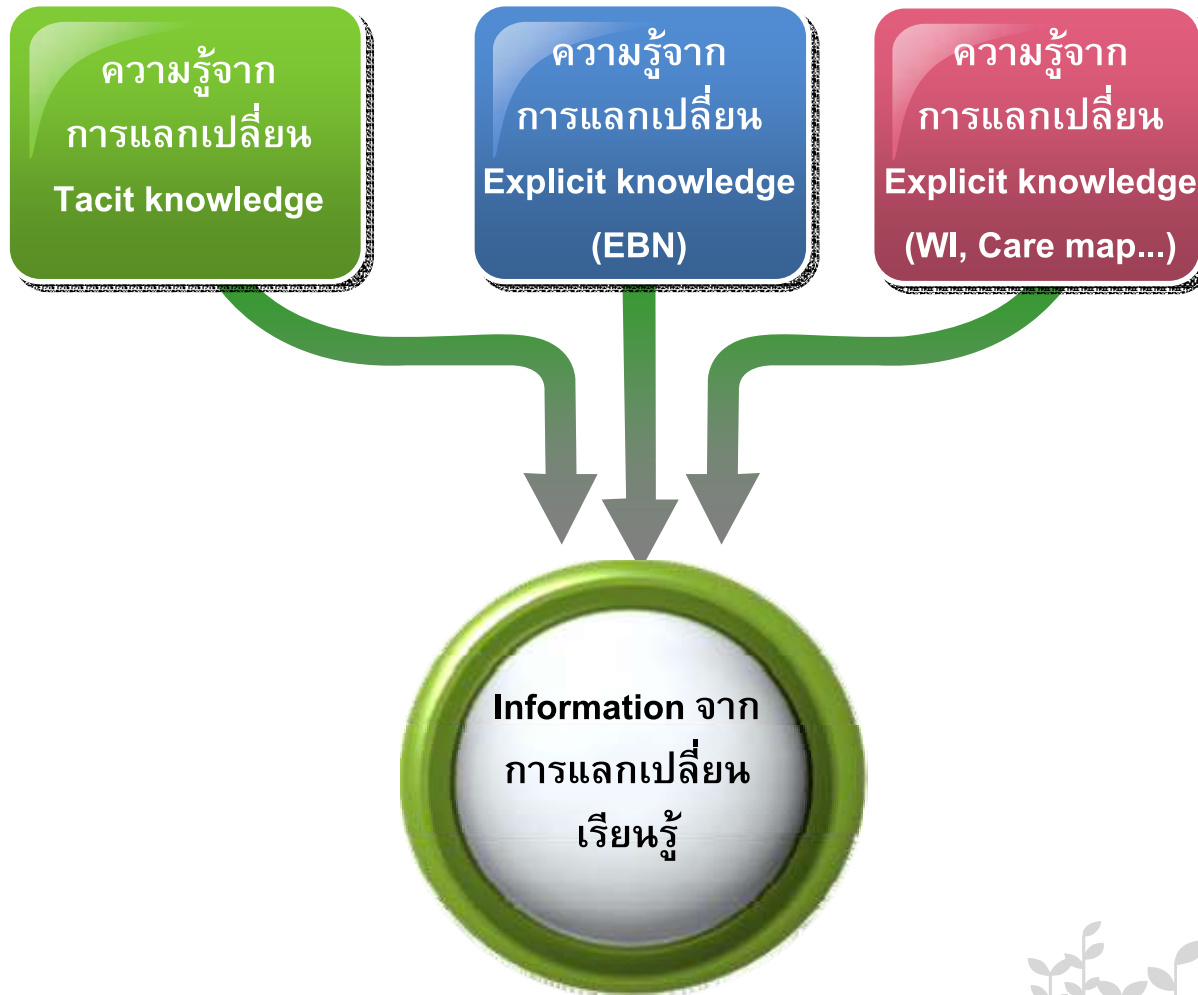 ความรู้จาก
การแลกเปลี่ยน
Tacit knowledge
ความรู้จาก
การแลกเปลี่ยน
Explicit knowledge
(EBN)
ความรู้จาก
การแลกเปลี่ยน
Explicit knowledge
(WI, Care map...)
Information จาก
การแลกเปลี่ยน
เรียนรู้